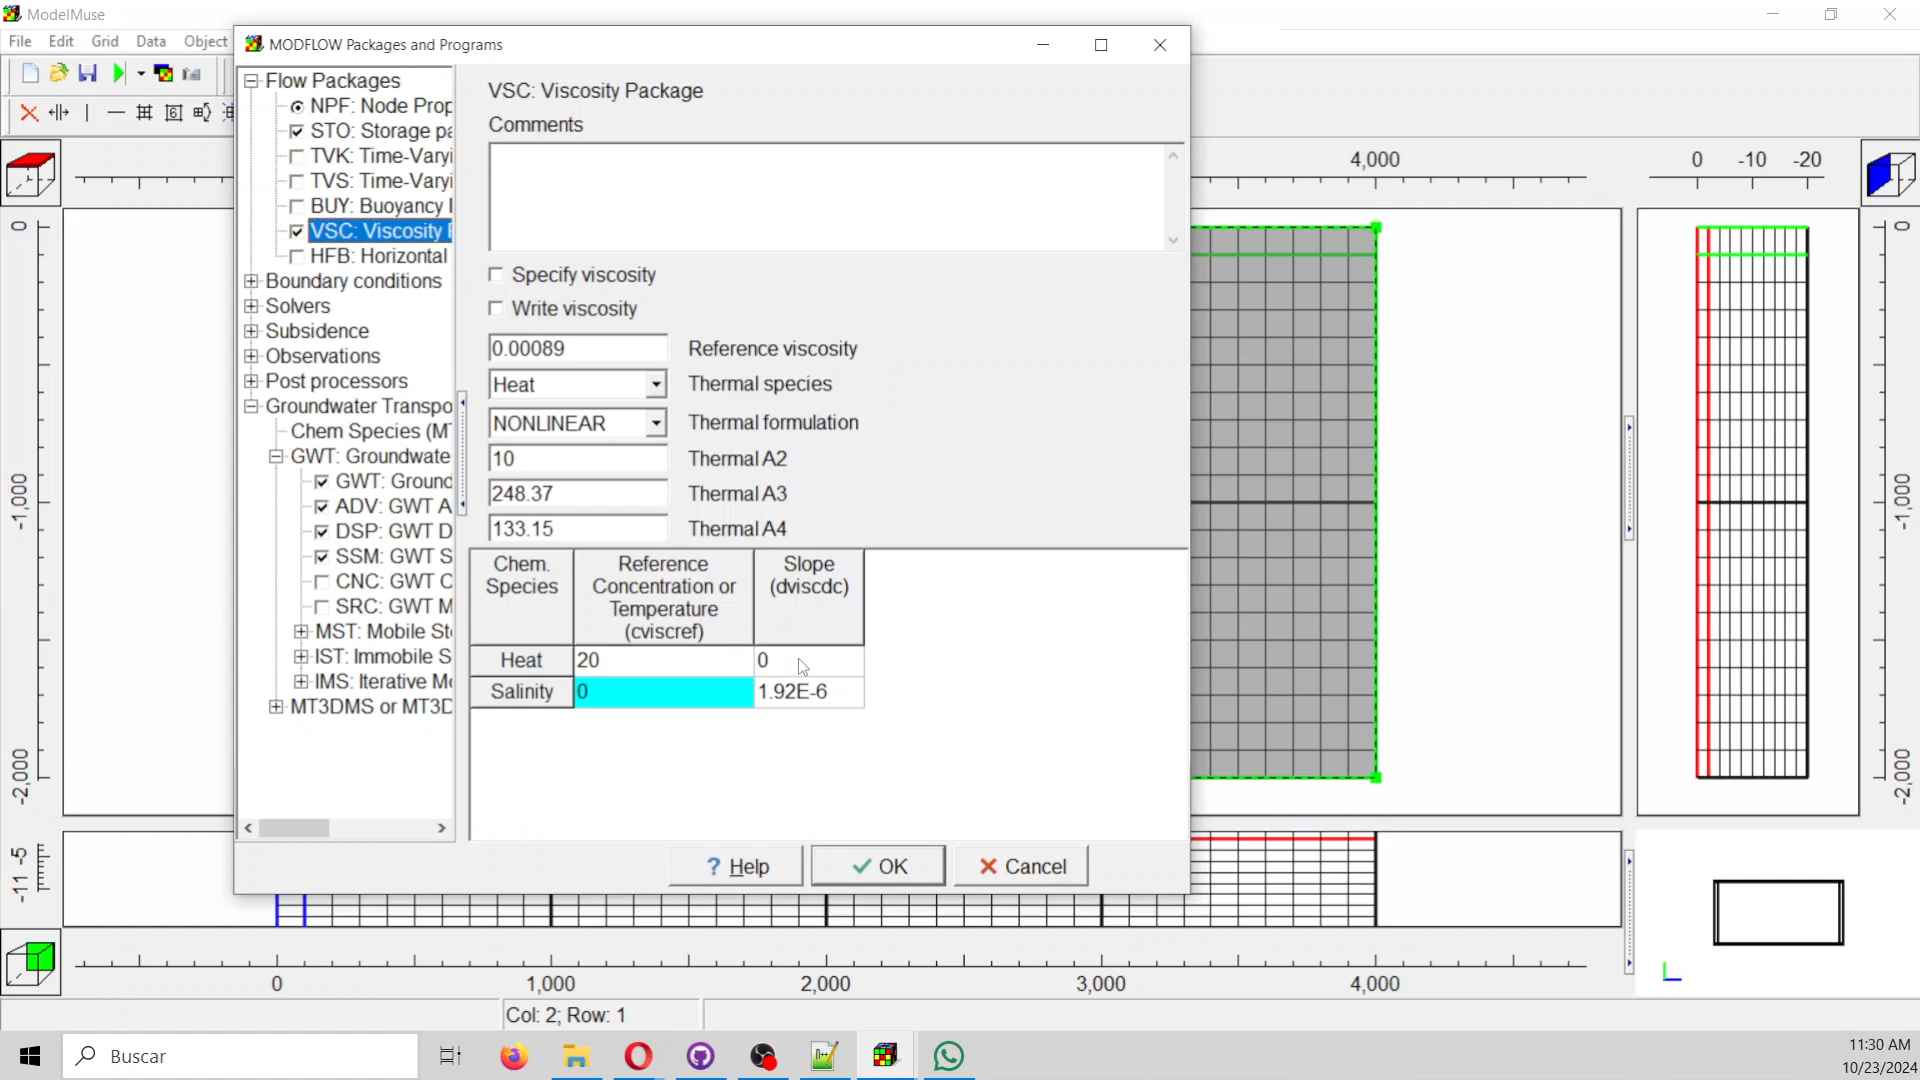 ModelMuse
File Edit Grid Data Object
MODFLOW Packages and Programs
Flow Packages
NPF: Node Prop
STO: Storage pa
TVK: Time-Varyi
TVS: Time-Varyi
BUY: Buoyancy
VSC: Viscosity
HFB: Horizontal
Boundary conditions
Solvers
Subsidence
Observations
Post processors
Groundwater Transpo
Chem Species (MT
GWT: Groundwate
GWT: Ground
ADV: GWT A
DSP: GWT D
SSM: GWT S
CNC: GWT C
SRC: GWT M
MST: Mobile Sto
IST: Immobile S
IMS: Iterative Mo
MT3DMS or MT3D
VSC: Viscosity Package
Comments
Specify viscosity
Write viscosity
0.00089 Reference viscosity
Heat Thermal species
NONLINEAR Thermal formulation
10 Thermal A2
248.37 Thermal A3
133.15 Thermal A4
Chem. Species
Reference Concentration or Temperature (cviscref)
Slope (dviscdc)
Heat 20 0
Salinity 0 1.92E-6
? Help
OK
Cancel
4,000
0 -10 -20
0
-1,000
-2,000
0
-1,000
-2,000
-11 -5
0 1,000 2,000 3,000 4,000
Col: 2; Row: 1
Buscar
11:30 AM
10/23/2024